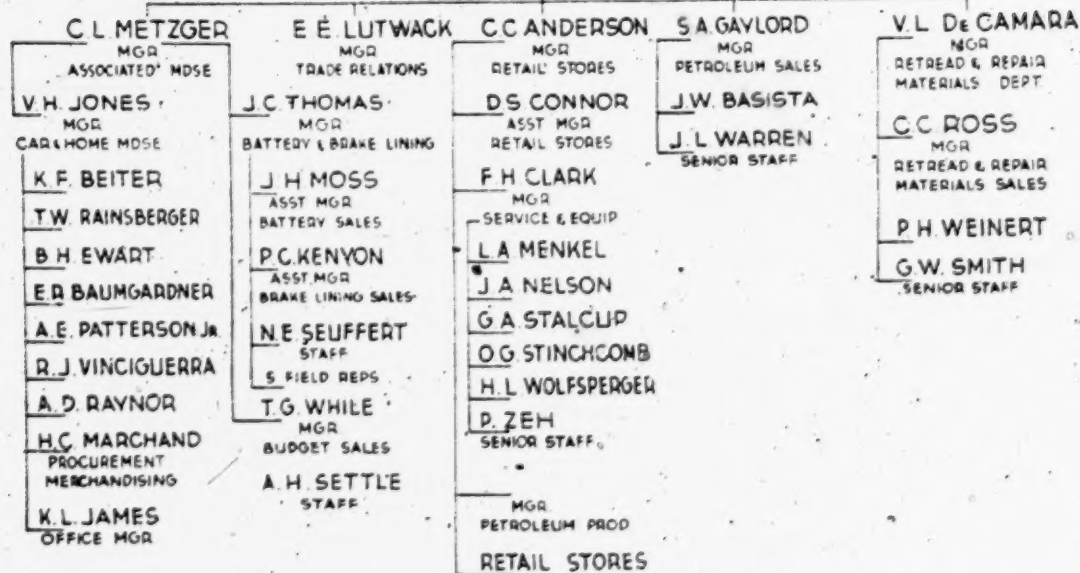 C. L. METZGER
MGR
ASSOCIATED MDSE
V. H. JONES
MGR
CAR & HOME MDSE
K. F. BEITER
T. W. RAINSBERGER
B. H. EWART
E. R. BAUMGARDNER
A. E. PATTERSON JR
R. J. VINCIGUERRA
A. D. RAYNOR
H. C. MARCHAND
PROCUREMENT
MERCHANDISING
K. L. JAMES
OFFICE MGR
E. E. LUTWACK
MGR
TRADE RELATIONS
J. C. THOMAS
MGR
BATTERY & BRAKE LINING
J. H. MOSS
ASST MGR
BATTERY SALES
P. C. KENYON
ASST. MGR
BRAKE LINING SALES
N. E. SEUFFERT
STAFF
5 FIELD REPS
T. G. WHILE
MGR
BUDGET SALES
A. H. SETTLE
STAFF
C. C. ANDERSON
MGR
RETAIL STORES
D. S. CONNOR
ASST MGR
RETAIL STORES
F. H. CLARK
MGR
SERVICE & EQUIP
L. A. MENKEL
J. A. NELSON
G. A. STALCUP
O. G. STINCHCOMB
H. L. WOLFSPERGER
P. ZEH
SENIOR STAFF
MGR
PETROLEUM PROD
RETAIL STORES
S. A. GAYLORD
MGR
PETROLEUM SALES
J. W. BASISTA
J. L. WARREN
SENIOR STAFF
V. L. De CAMARA
MGR
RETREAD & REPAIR
MATERIALS DEPT.
C. C. ROSS
MGR
RETREAD & REPAIR
MATERIALS SALES
P. H. WEINERT
G. W. SMITH
SENIOR STAFF